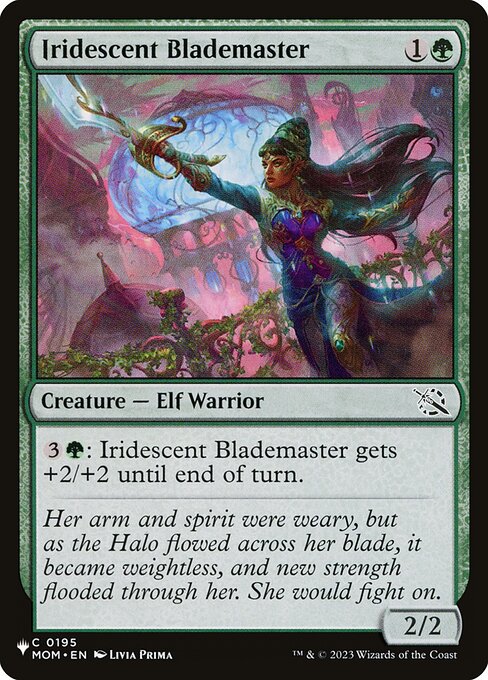 Iridescent Blademaster 1
Creature — Elf Warrior
3: Iridescent Blademaster gets
+2/+2 until end of turn.
Her arm and spirit were weary, but
as the Halo flowed across her blade, it
became weightless, and new strength
flooded through her. She would fight on.
2/2
C 0195
MOM • EN Livia Prima
™ & © 2023 Wizards of the Coast